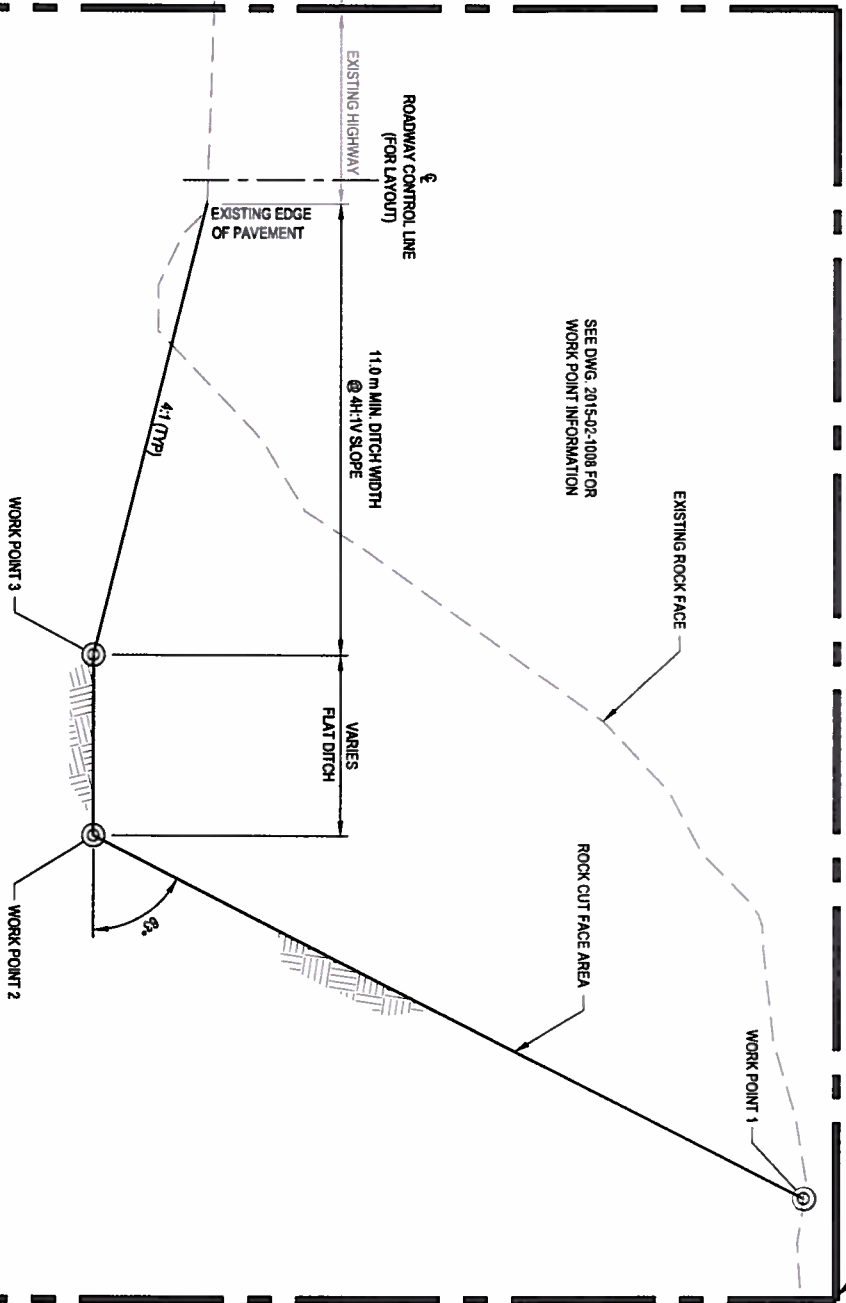 EXISTING HIGHWAY
℄
ROADWAY CONTROL LINE
(FOR LAYOUT)
EXISTING EDGE
OF PAVEMENT
SEE DWG. 2015-02-1008 FOR
WORK POINT INFORMATION
11.0 m MIN. DITCH WIDTH
@ 4H:1V SLOPE
4:1 (TYP)
EXISTING ROCK FACE
WORK POINT 3
VARIES
FLAT DITCH
WORK POINT 2
63°
ROCK CUT FACE AREA
WORK POINT 1